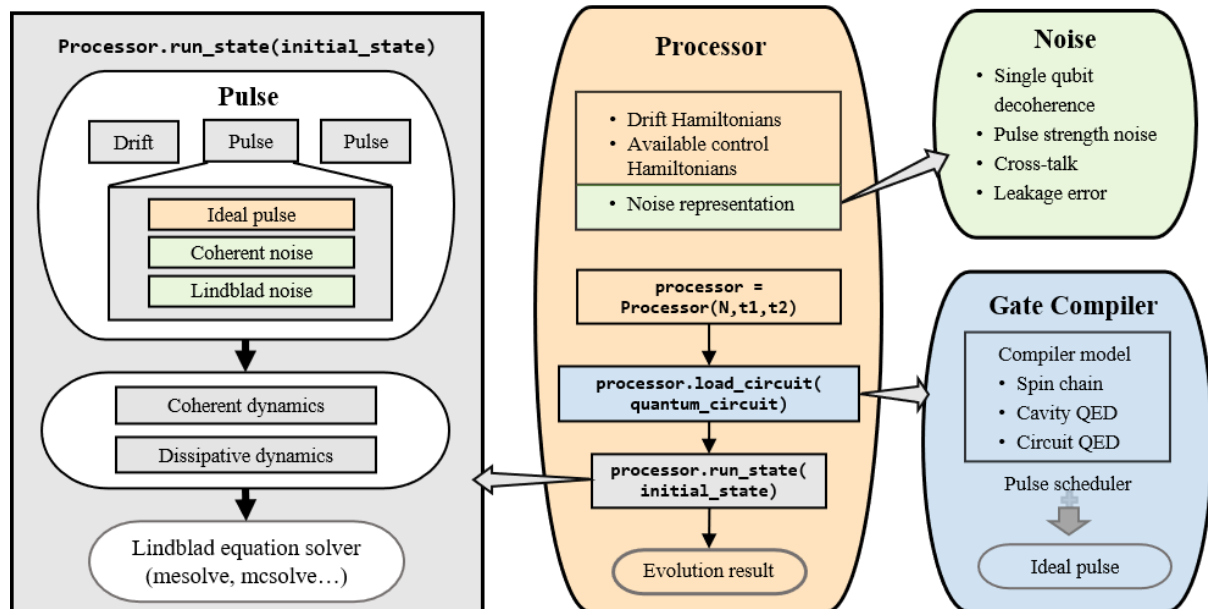 Processor.run_state(initial_state)
Pulse
Drift
Pulse
Pulse
Ideal pulse
Coherent noise
Lindblad noise
Coherent dynamics
Dissipative dynamics
Lindblad equation solver
(mesolve, mcsolve…)
Processor
• Drift Hamiltonians
• Available control
Hamiltonians
• Noise representation
processor =
Processor(N,t1,t2)
processor.load_circuit(
quantum_circuit)
processor.run_state(
initial_state)
Evolution result
Noise
• Single qubit
decoherence
• Pulse strength noise
• Cross-talk
• Leakage error
Gate Compiler
Compiler model
• Spin chain
• Cavity QED
• Circuit QED
Pulse scheduler
Ideal pulse